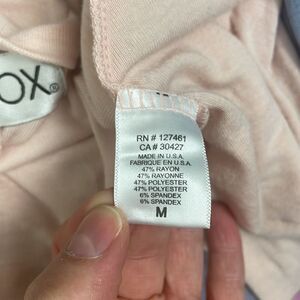 OX®
RN # 127461
CA # 30427
MADE IN U.S.A.
FABRIQUE EN U.S.A.
47% RAYON
47% RAYONNE
47% POLYESTER
47% POLYESTER
6% SPANDEX
6% SPANDEX
M